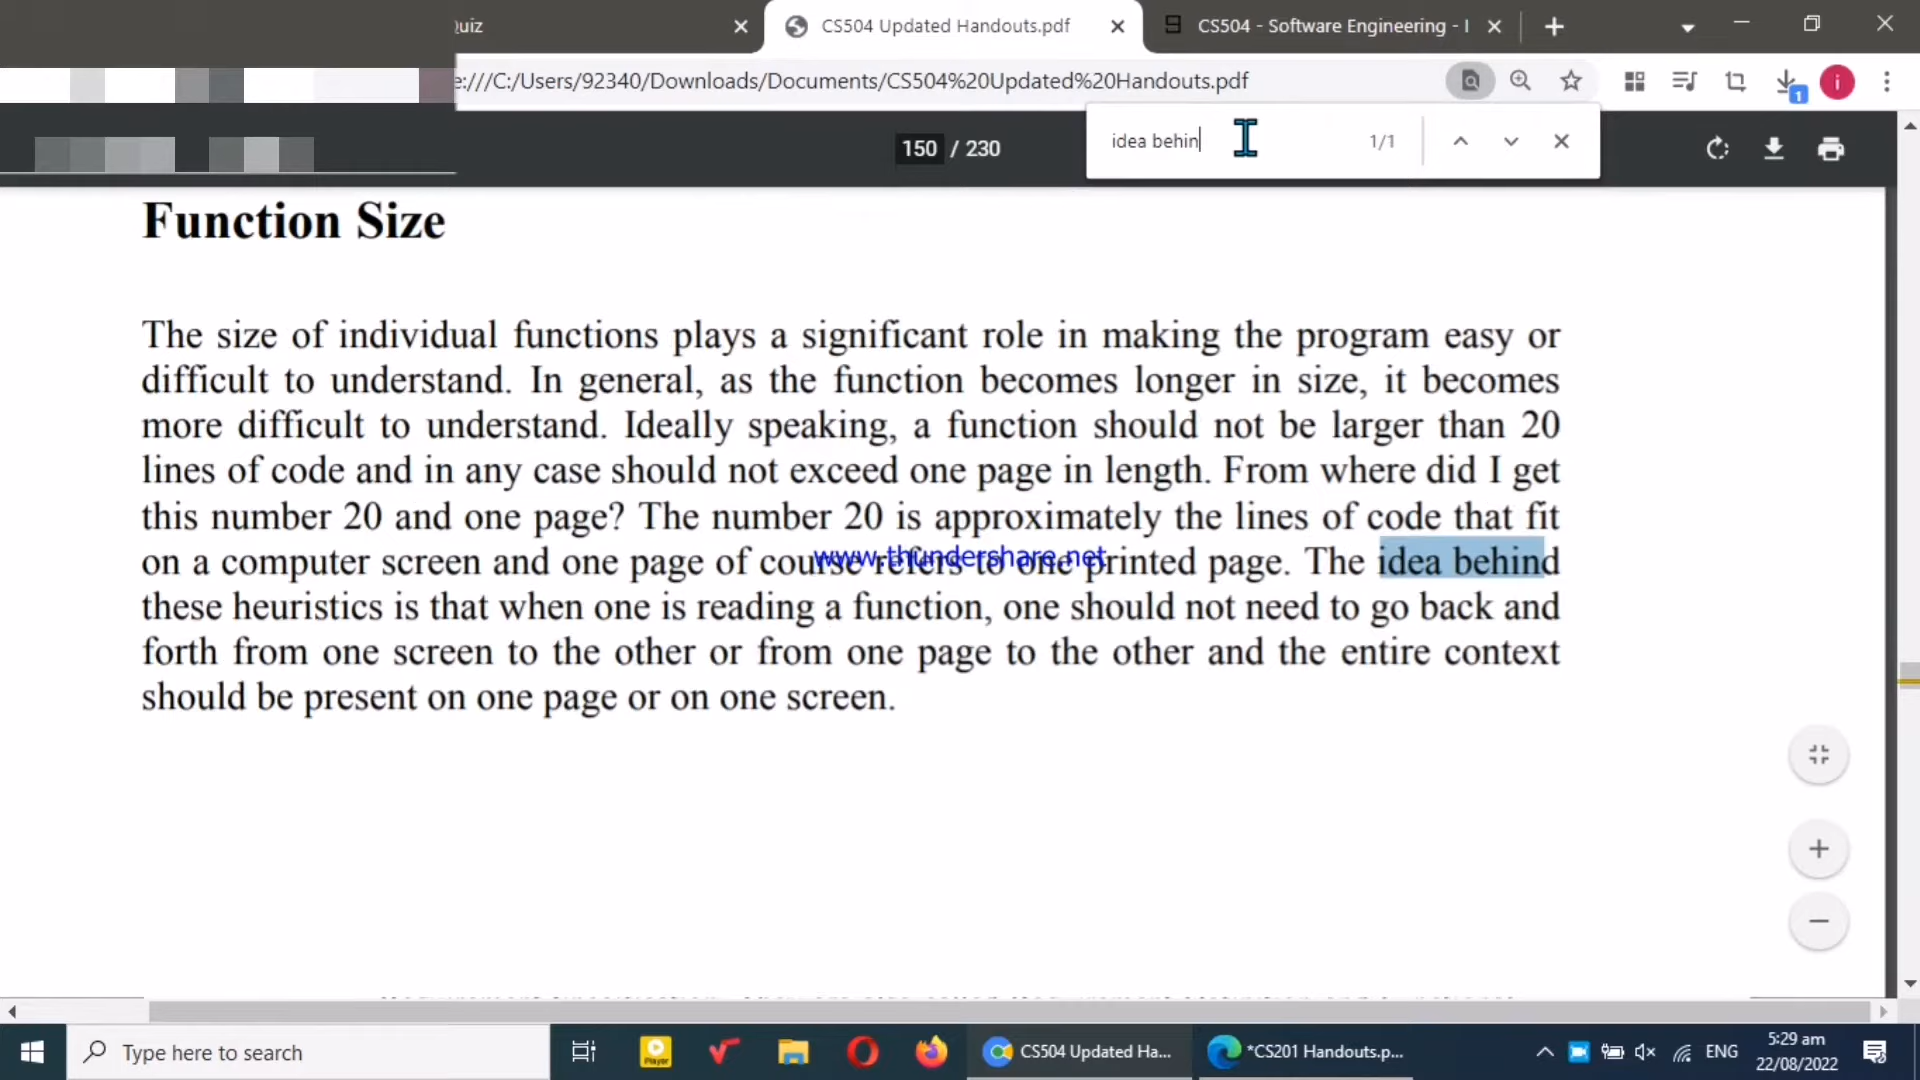 uiz
CS504 Updated Handouts.pdf
CS504 - Software Engineering - I
e:///C:/Users/92340/Downloads/Documents/CS504%20Updated%20Handouts.pdf
1
i
150 / 230
idea behin
1/1
Function Size
The size of individual functions plays a significant role in making the program easy or
difficult to understand. In general, as the function becomes longer in size, it becomes
more difficult to understand. Ideally speaking, a function should not be larger than 20
lines of code and in any case should not exceed one page in length. From where did I get
this number 20 and one page? The number 20 is approximately the lines of code that fit
on a computer screen and one page of course refers to one printed page. The idea behind
www.thundershare.net
these heuristics is that when one is reading a function, one should not need to go back and
forth from one screen to the other or from one page to the other and the entire context
should be present on one page or on one screen.
Type here to search
Player
CS504 Updated Ha...
*CS201 Handouts.p...
ENG
5:29 am
22/08/2022